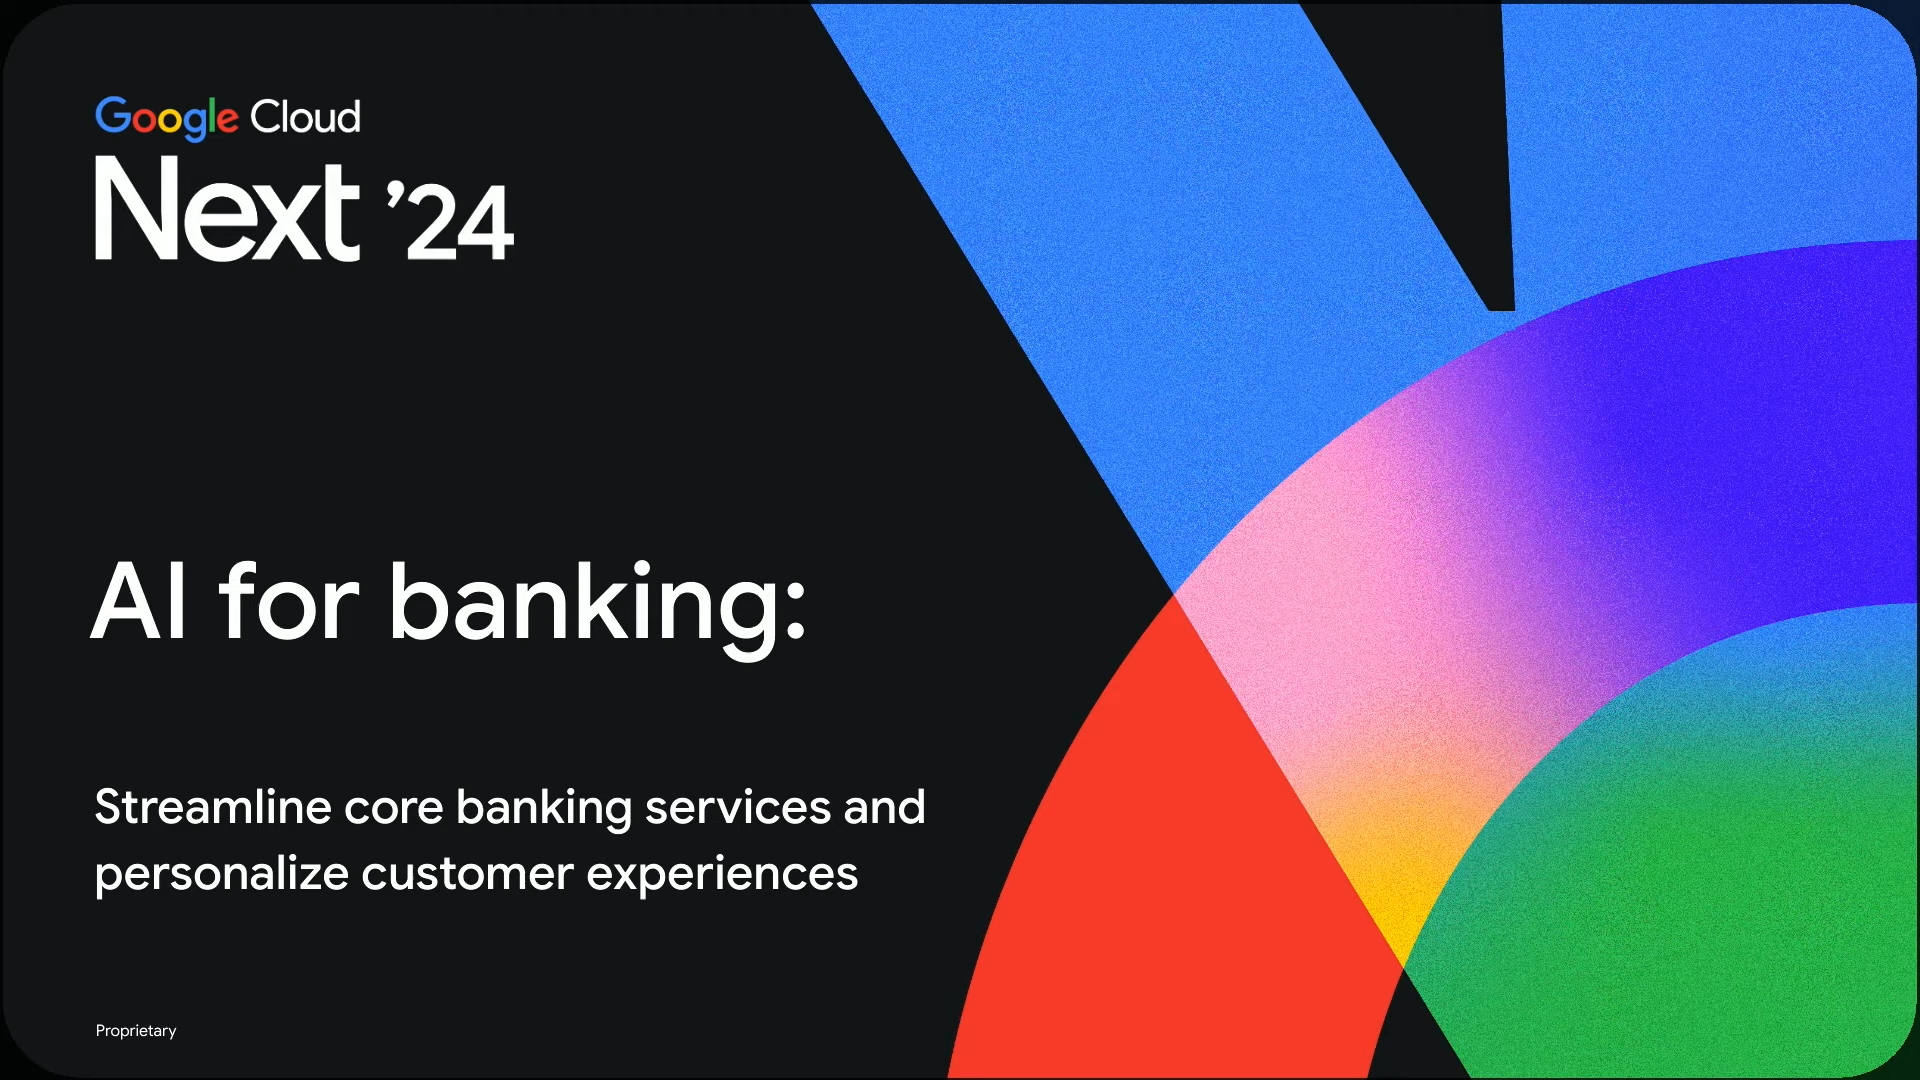 Google Cloud
Next ’24
AI for banking:
Streamline core banking services and
personalize customer experiences
Proprietary